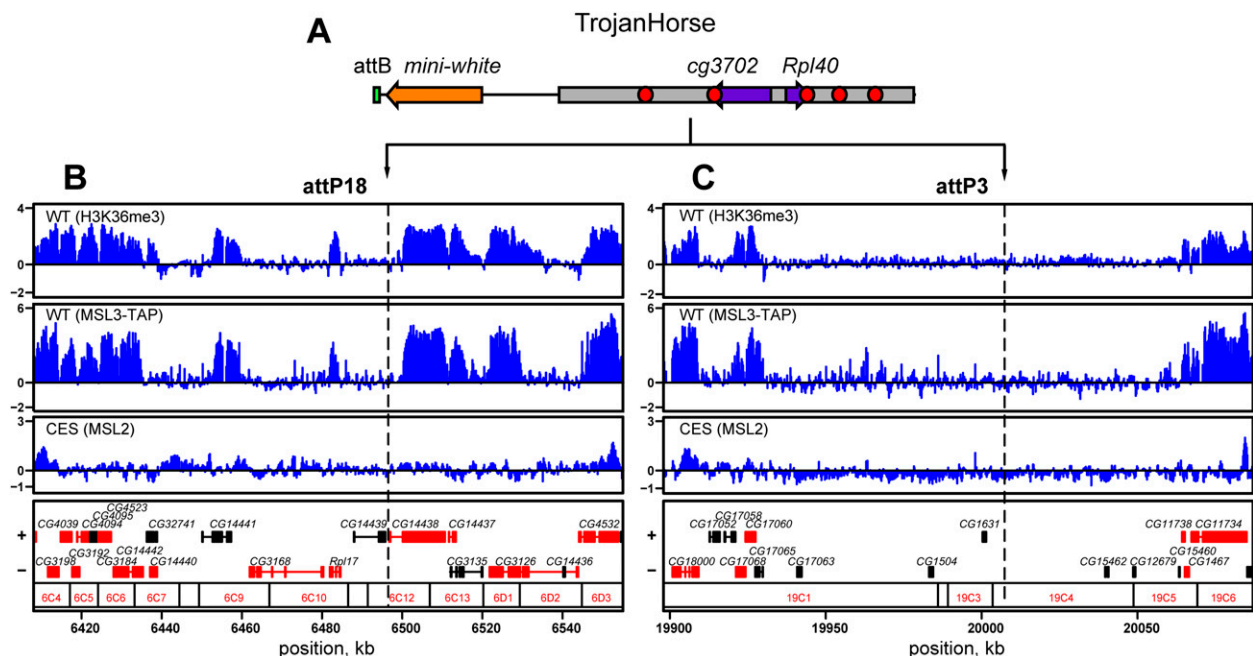 TrojanHorse
A
attB mini-white cg3702 Rpl40
B
attP18
4
0
−2
WT (H3K36me3)
6
0
−2
WT (MSL3-TAP)
3
0
−1
CES (MSL2)
+
−
CG4523
CG4095
CG4039 CG4094 CG32741 CG14441 CG14439 CG14438 CG14437 CG4532
CG3192 CG14442
CG3198 CG3184 CG14440 CG3168 Rpl17 CG3135 CG3126 CG14436
6C4 6C5 6C6 6C7 6C9 6C10 6C12 6C13 6D1 6D2 6D3
6420 6440 6460 6480 6500 6520 6540
position, kb
C
attP3
4
0
−2
WT (H3K36me3)
6
0
−2
WT (MSL3-TAP)
3
0
−1
CES (MSL2)
+
−
CG17058
CG17052 CG17060 CG1631 CG11738 CG11734
CG17065 CG15460
CG18000 CG17068 CG17063 CG1504 CG15462 CG12679 CG1467
19C1 19C3 19C4 19C5 19C6
19900 19950 20000 20050
position, kb